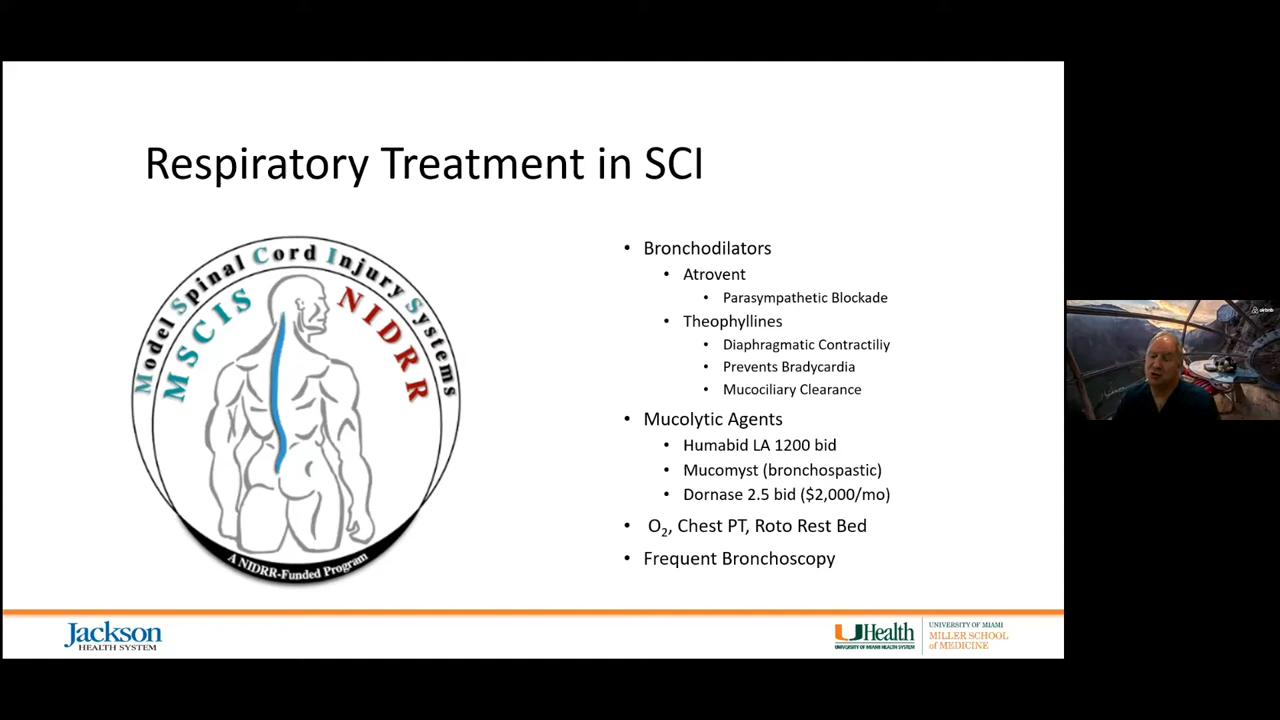 Respiratory Treatment in SCI
Model Spinal Cord Injury Systems
MSCIS
NIDRR
A NIDRR-Funded Program
• Bronchodilators
• Atrovent
• Parasympathetic Blockade
• Theophyllines
• Diaphragmatic Contractiliy
• Prevents Bradycardia
• Mucociliary Clearance
• Mucolytic Agents
• Humabid LA 1200 bid
• Mucomyst (bronchospastic)
• Dornase 2.5 bid ($2,000/mo)
• O₂, Chest PT, Roto Rest Bed
• Frequent Bronchoscopy
airbnb
Jackson
HEALTH SYSTEM
UHealth
UNIVERSITY OF MIAMI HEALTH SYSTEM
UNIVERSITY OF MIAMI
MILLER SCHOOL
of MEDICINE